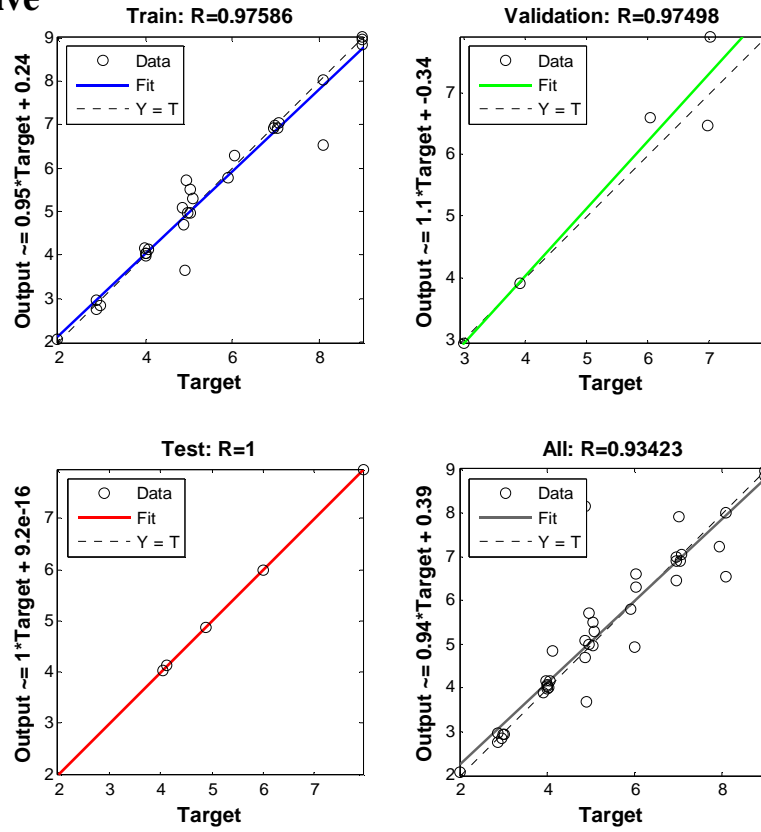 ive
Train: R=0.97586
Output ~= 0.95*Target + 0.24
9
8
7
6
5
4
3
2
Data
Fit
Y = T
2
4
6
8
Target
Validation: R=0.97498
Output ~= 1.1*Target + -0.34
7
6
5
4
3
Data
Fit
Y = T
3
4
5
6
7
Target
Test: R=1
Output ~= 1*Target + 9.2e-16
7
6
5
4
3
2
Data
Fit
Y = T
2
3
4
5
6
7
Target
All: R=0.93423
Output ~= 0.94*Target + 0.39
9
8
7
6
5
4
3
2
Data
Fit
Y = T
2
4
6
8
Target